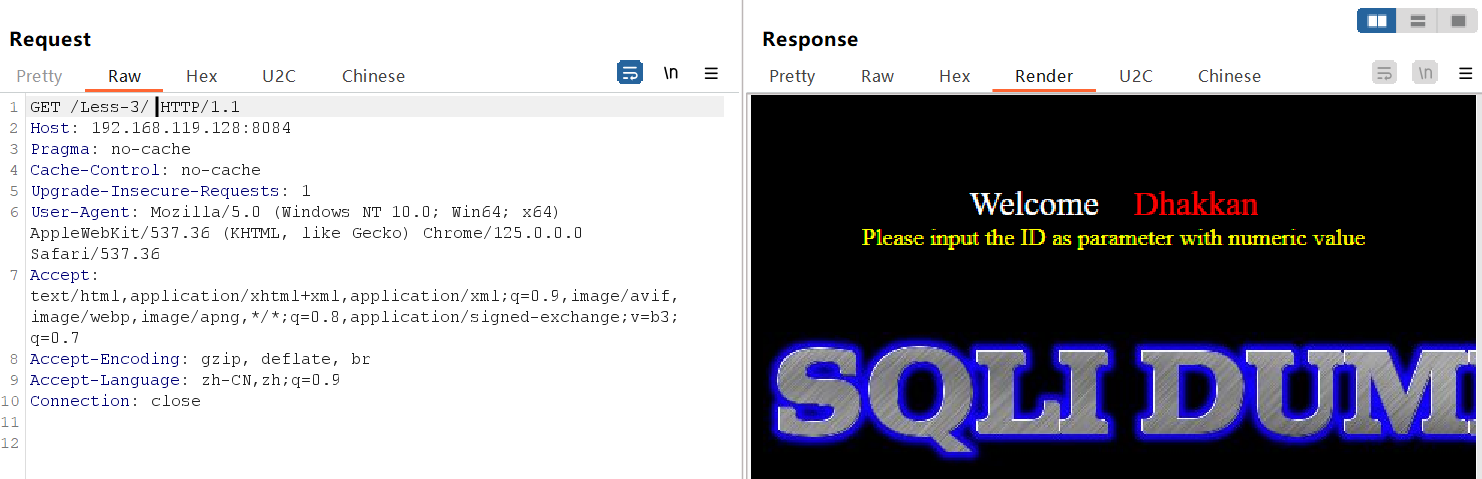 Request
Pretty Raw Hex U2C Chinese \n
1 GET /Less-3/ HTTP/1.1
2 Host: 192.168.119.128:8084
3 Pragma: no-cache
4 Cache-Control: no-cache
5 Upgrade-Insecure-Requests: 1
6 User-Agent: Mozilla/5.0 (Windows NT 10.0; Win64; x64)
AppleWebKit/537.36 (KHTML, like Gecko) Chrome/125.0.0.0
Safari/537.36
7 Accept:
text/html,application/xhtml+xml,application/xml;q=0.9,image/avif,
image/webp,image/apng,*/*;q=0.8,application/signed-exchange;v=b3;
q=0.7
8 Accept-Encoding: gzip, deflate, br
9 Accept-Language: zh-CN,zh;q=0.9
10 Connection: close
11
12
Response
Pretty Raw Hex Render U2C Chinese \n
Welcome Dhakkan
Please input the ID as parameter with numeric value
SQLI DUM